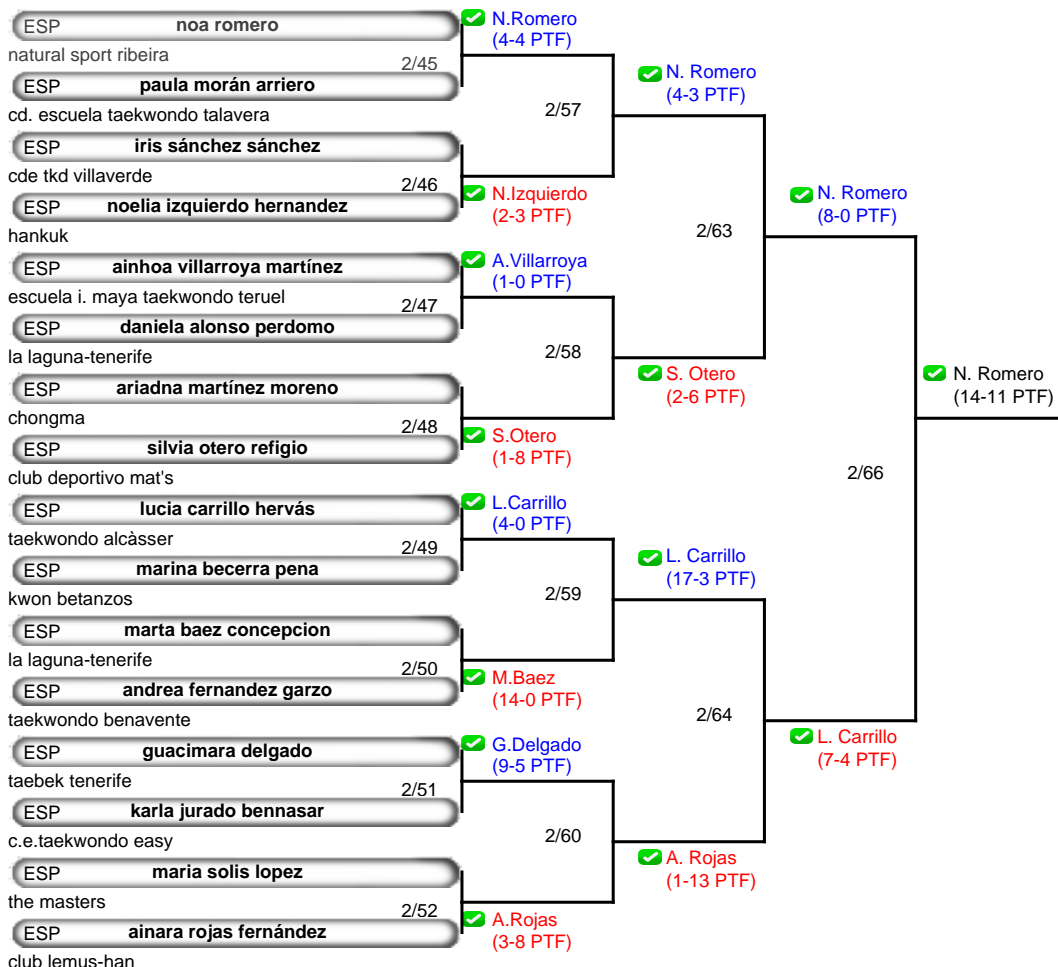 ESP noa romero
natural sport ribeira
2/45
ESP paula morán arriero
cd. escuela taekwondo talavera
ESP iris sánchez sánchez
cde tkd villaverde
2/46
ESP noelia izquierdo hernandez
hankuk
ESP ainhoa villarroya martínez
escuela i. maya taekwondo teruel
2/47
ESP daniela alonso perdomo
la laguna-tenerife
ESP ariadna martínez moreno
chongma
2/48
ESP silvia otero refigio
club deportivo mat's
ESP lucia carrillo hervás
taekwondo alcàsser
2/49
ESP marina becerra pena
kwon betanzos
ESP marta baez concepcion
la laguna-tenerife
2/50
ESP andrea fernandez garzo
taekwondo benavente
ESP guacimara delgado
taebek tenerife
2/51
ESP karla jurado bennasar
c.e.taekwondo easy
ESP maria solis lopez
the masters
2/52
ESP ainara rojas fernández
club lemus-han
N.Romero
(4-4 PTF)
2/57
N.Izquierdo
(2-3 PTF)
A.Villarroya
(1-0 PTF)
2/58
S.Otero
(1-8 PTF)
L.Carrillo
(4-0 PTF)
2/59
M.Baez
(14-0 PTF)
G.Delgado
(9-5 PTF)
2/60
A.Rojas
(3-8 PTF)
N. Romero
(4-3 PTF)
2/63
S. Otero
(2-6 PTF)
L. Carrillo
(17-3 PTF)
2/64
A. Rojas
(1-13 PTF)
N. Romero
(8-0 PTF)
2/66
L. Carrillo
(7-4 PTF)
N. Romero
(14-11 PTF)